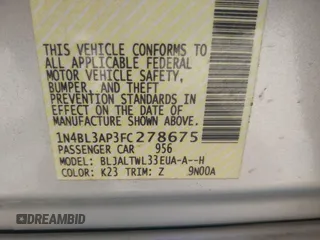 THIS VEHICLE CONFORMS TO
ALL APPLICABLE FEDERAL
MOTOR VEHICLE SAFETY,
BUMPER, AND THEFT
PREVENTION STANDARDS IN
EFFECT ON THE DATE OF
MANUFACTURE SHOWN ABOVE.
1N4BL3AP3FC278675
PASSENGER CAR 956
MODEL: BLJALTWL33EUA-A--H
COLOR: K23 TRIM: Z 9N00A
DREAMBID